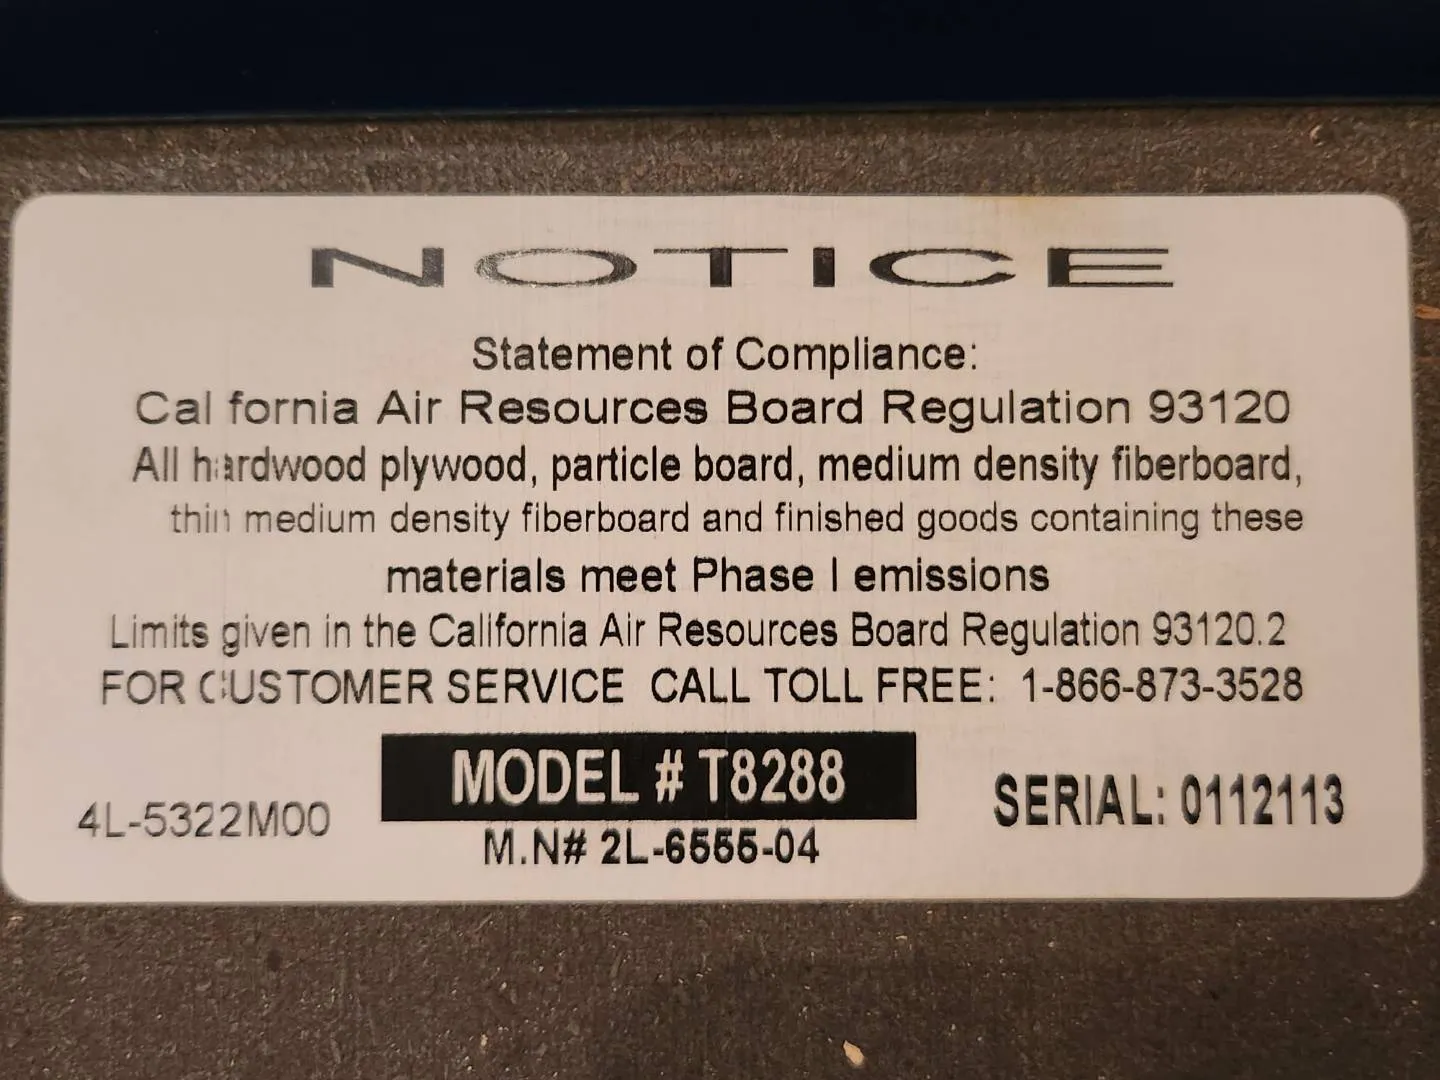 NOTICE
Statement of Compliance:
California Air Resources Board Regulation 93120
All hardwood plywood, particle board, medium density fiberboard,
thin medium density fiberboard and finished goods containing these
materials meet Phase I emissions
Limits given in the California Air Resources Board Regulation 93120.2
FOR CUSTOMER SERVICE CALL TOLL FREE: 1-866-873-3528
MODEL # T8288
4L-5322M00
M.N# 2L-6555-04
SERIAL: 0112113